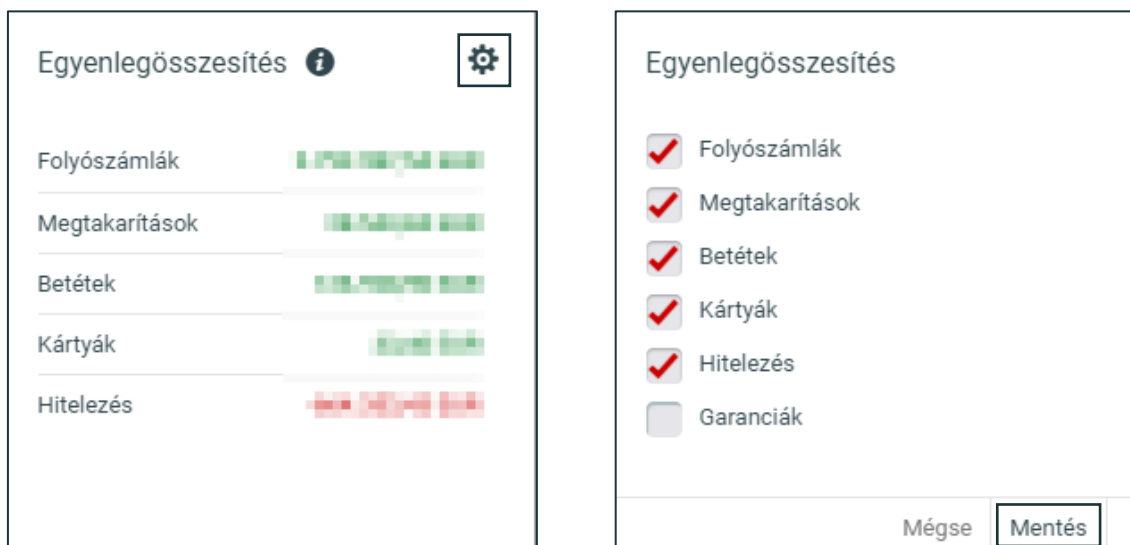 Egyenlegösszesítés
Folyószámlák
Megtakarítások
Betétek
Kártyák
Hitelezés
Egyenlegösszesítés
Folyószámlák
Megtakarítások
Betétek
Kártyák
Hitelezés
Garanciák
Mégse Mentés